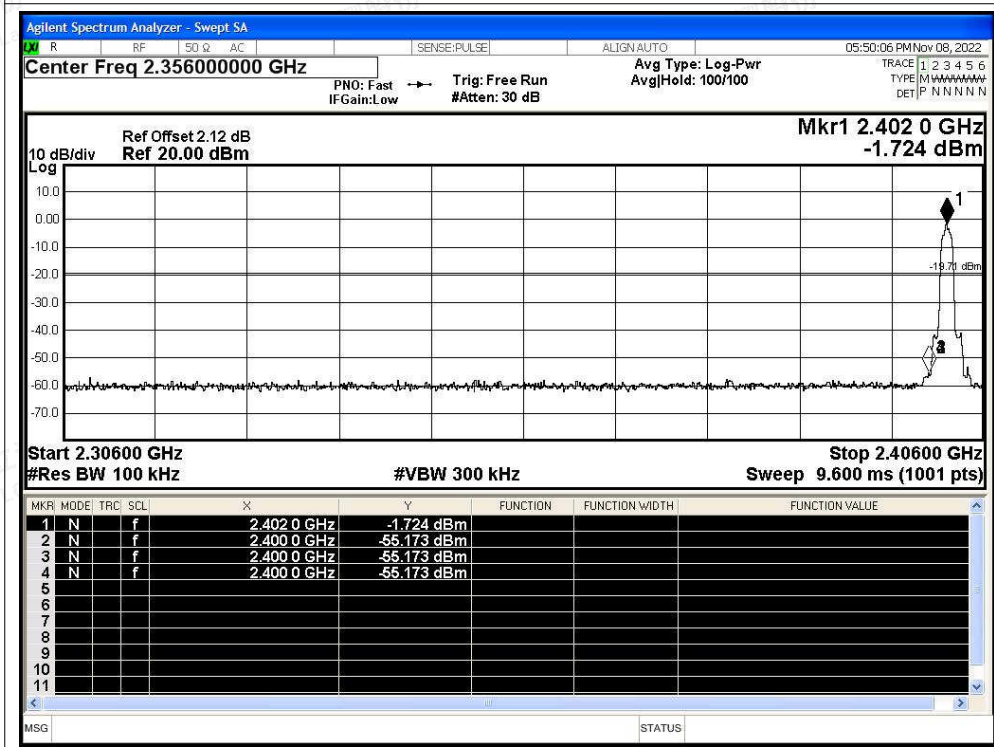 Agilent Spectrum Analyzer - Swept SA
LXI R RF 50 Ω AC SENSE:PULSE ALIGN AUTO 05:50:06 PM Nov 08, 2022
Center Freq 2.356000000 GHz
PNO: Fast
IFGain:Low
Trig: Free Run
#Atten: 30 dB
Avg Type: Log-Pwr
Avg|Hold: 100/100
TRACE 1 2 3 4 5 6
TYPE M
DET P N N N N N
Mkr1 2.402 0 GHz
-1.724 dBm
Ref Offset 2.12 dB
10 dB/div Ref 20.00 dBm
Log
10.0
0.00
-10.0
-20.0
-30.0
-40.0
-50.0
-60.0
-70.0
1
-19.71 dBm
Start 2.30600 GHz Stop 2.40600 GHz
#Res BW 100 kHz #VBW 300 kHz Sweep 9.600 ms (1001 pts)
MKR MODE TRC SCL X Y FUNCTION FUNCTION WIDTH FUNCTION VALUE
1 N f 2.402 0 GHz -1.724 dBm
2 N f 2.400 0 GHz -55.173 dBm
3 N f 2.400 0 GHz -55.173 dBm
4 N f 2.400 0 GHz -55.173 dBm
5
6
7
8
9
10
11
MSG STATUS